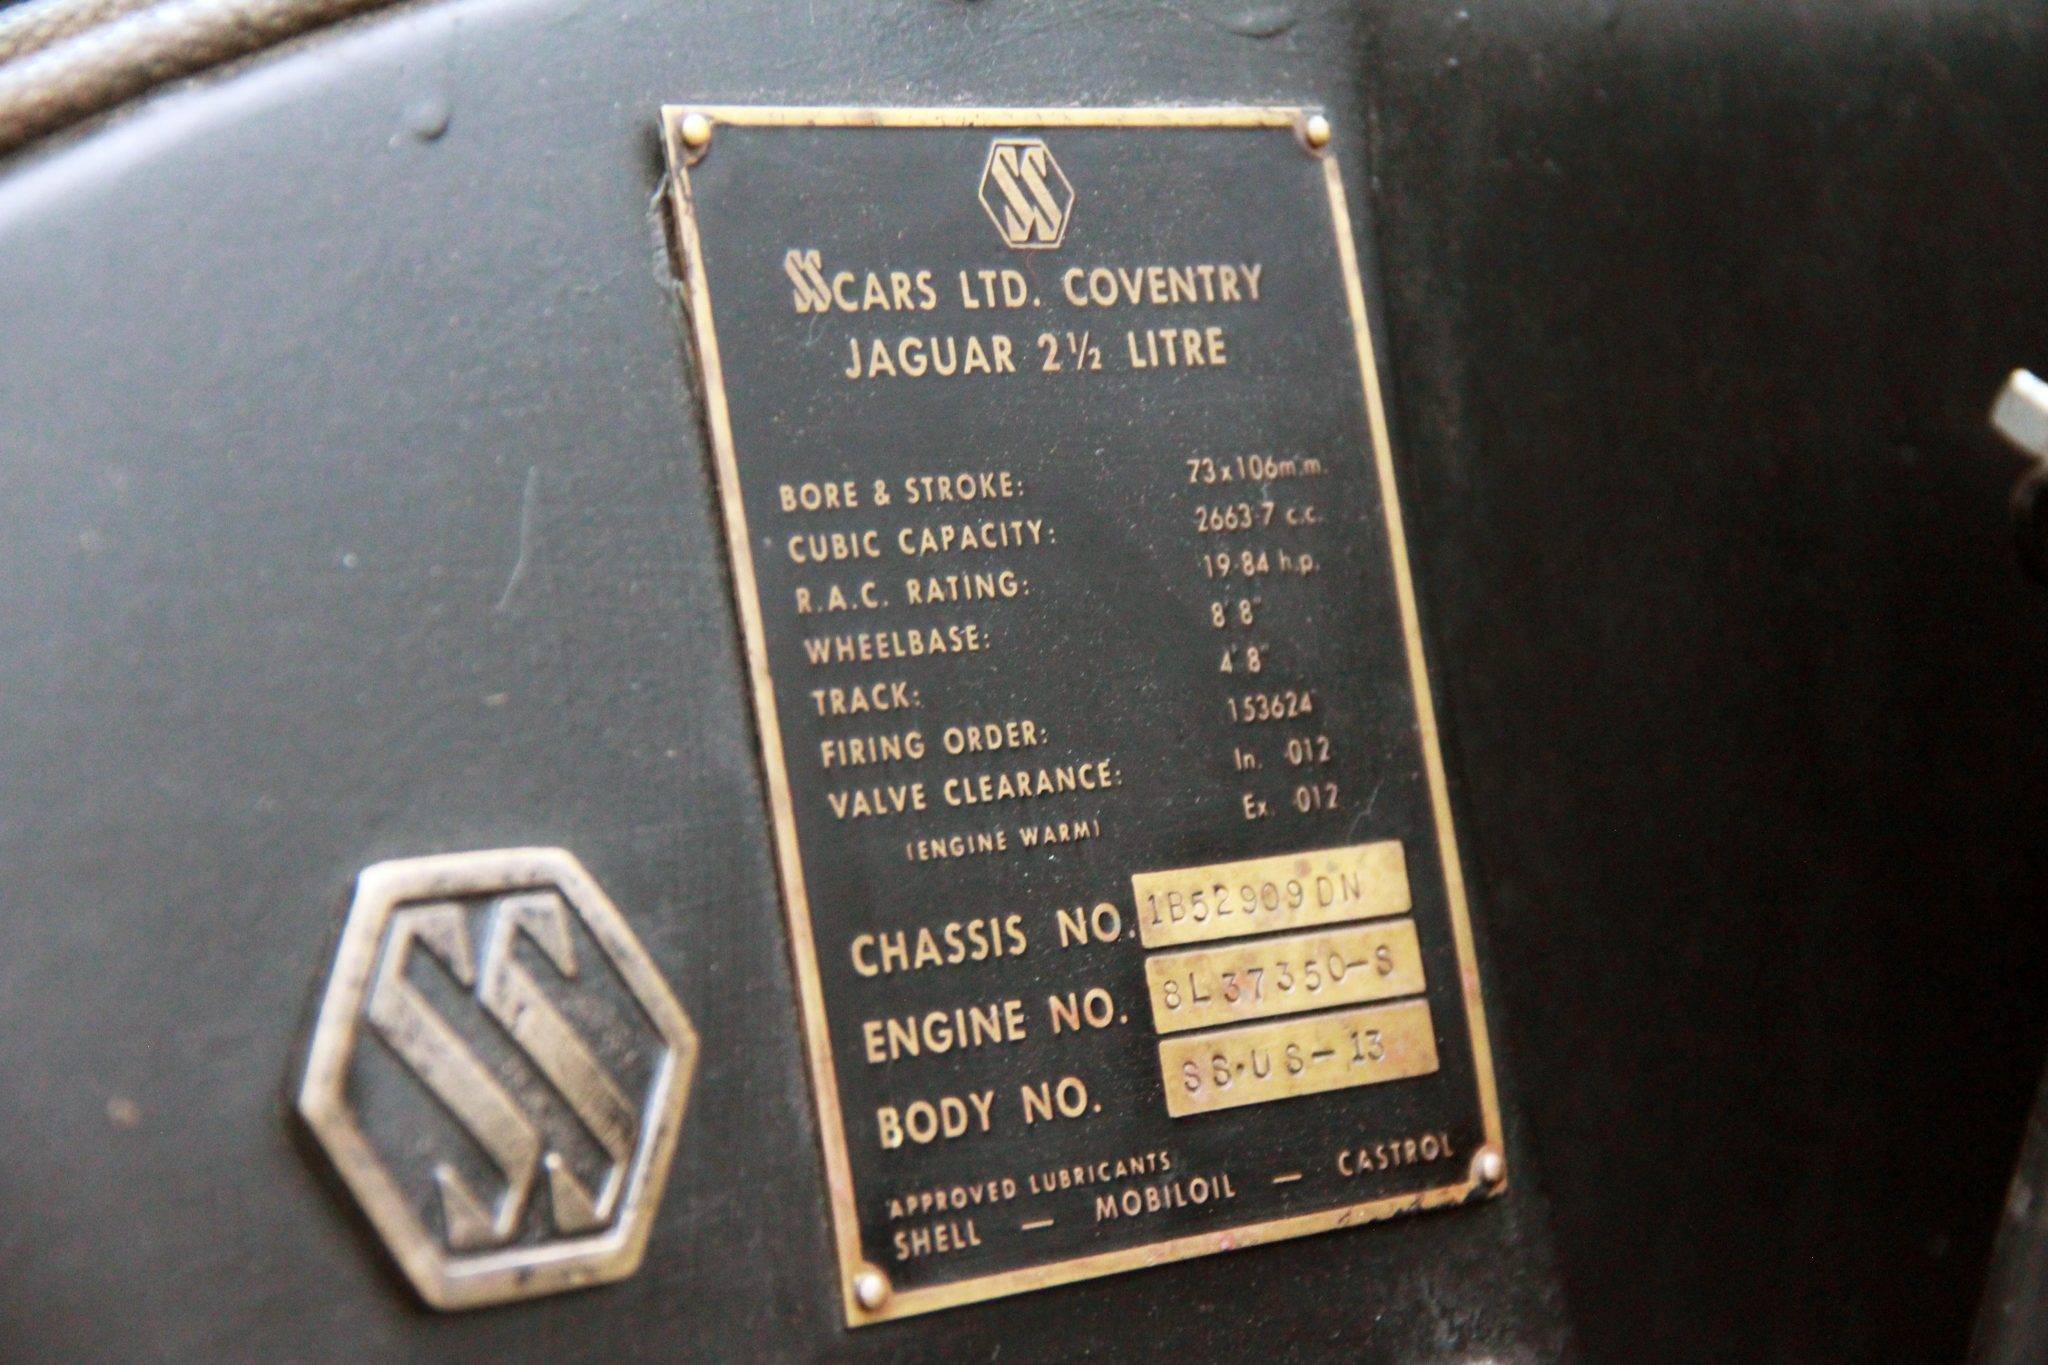 SS
SS CARS LTD. COVENTRY
JAGUAR 2½ LITRE
BORE & STROKE: 73 x 106 m.m.
CUBIC CAPACITY: 2663·7 c.c.
R.A.C. RATING: 19·84 h.p.
WHEELBASE: 8' 8"
TRACK: 4' 8"
FIRING ORDER: 153624
VALVE CLEARANCE: In. ·012
(ENGINE WARM) Ex. ·012
CHASSIS NO. 1B52909DN
ENGINE NO. 8L37350-S
BODY NO. SS·US-13
APPROVED LUBRICANTS
SHELL — MOBILOIL — CASTROL
SS